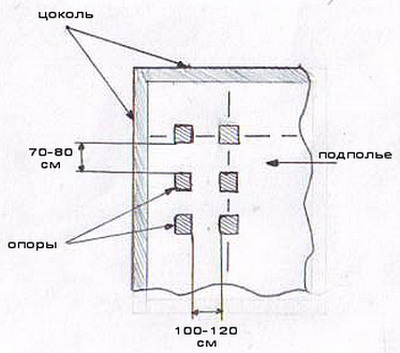 цоколь
70-80
см
подполье
опоры
100-120
см